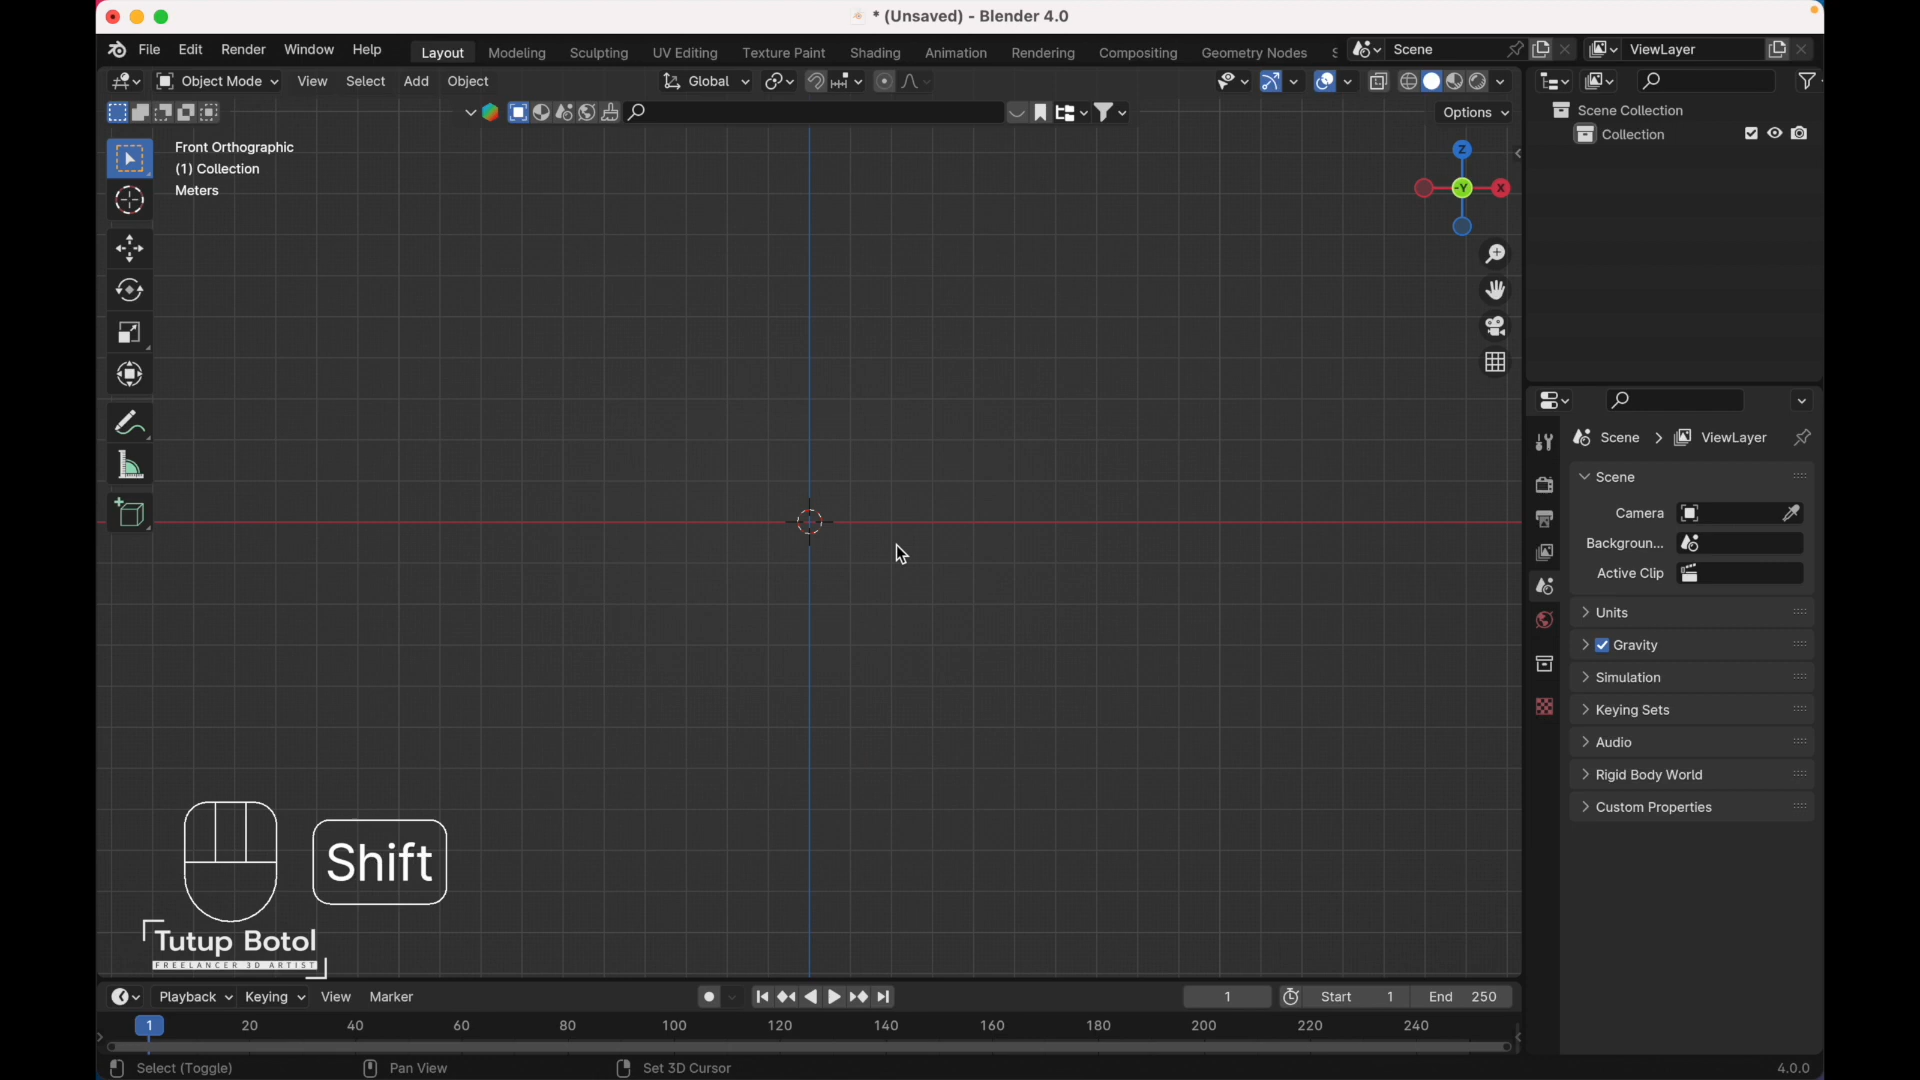 * (Unsaved) - Blender 4.0
File Edit Render Window Help
Layout Modeling Sculpting UV Editing Texture Paint Shading Animation Rendering Compositing Geometry Nodes
Scene
ViewLayer
Object Mode View Select Add Object
Global
Options
Front Orthographic
(1) Collection
Meters
Z
-Y
X
Scene Collection
Collection
Scene > ViewLayer
Scene
Camera
Backgroun...
Active Clip
Units
Gravity
Simulation
Keying Sets
Audio
Rigid Body World
Custom Properties
Shift
Tutup Botol
FREELANCER 3D ARTIST
Playback Keying View Marker
1
Start 1
End 250
1 20 40 60 80 100 120 140 160 180 200 220 240
Select (Toggle)
Pan View
Set 3D Cursor
4.0.0